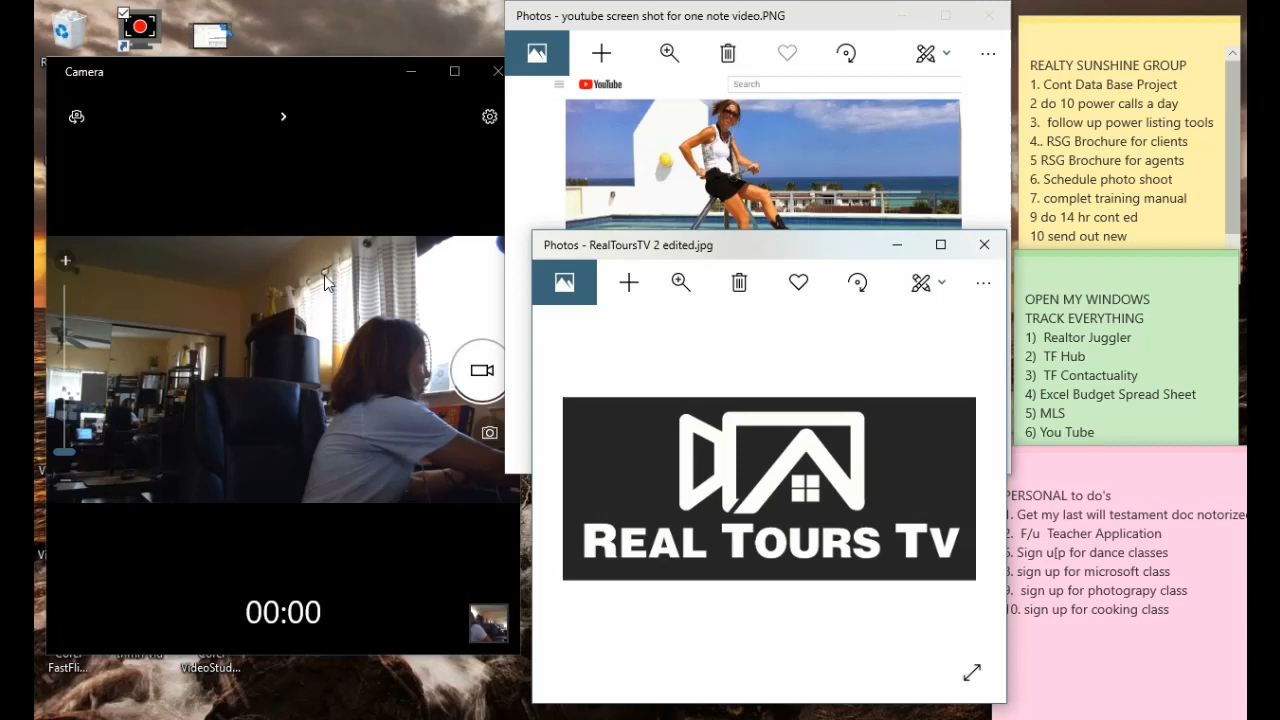 Camera
00:00
FastFli...
VideoStud...
Photos - youtube screen shot for one note video.PNG
YouTube
Search
Photos - RealToursTV 2 edited.jpg
REAL TOURS TV
REALTY SUNSHINE GROUP
1. Cont Data Base Project
2 do 10 power calls a day
3. follow up power listing tools
4.. RSG Brochure for clients
5 RSG Brochure for agents
6. Schedule photo shoot
7. complet training manual
9 do 14 hr cont ed
10 send out new
OPEN MY WINDOWS
TRACK EVERYTHING
1) Realtor Juggler
2) TF Hub
3) TF Contactuality
4) Excel Budget Spread Sheet
5) MLS
6) You Tube
PERSONAL to do's
1. Get my last will testament doc notorize
2. F/u Teacher Application
Sign u[p for dance classes
sign up for microsoft class
9. sign up for photograpy class
10. sign up for cooking class